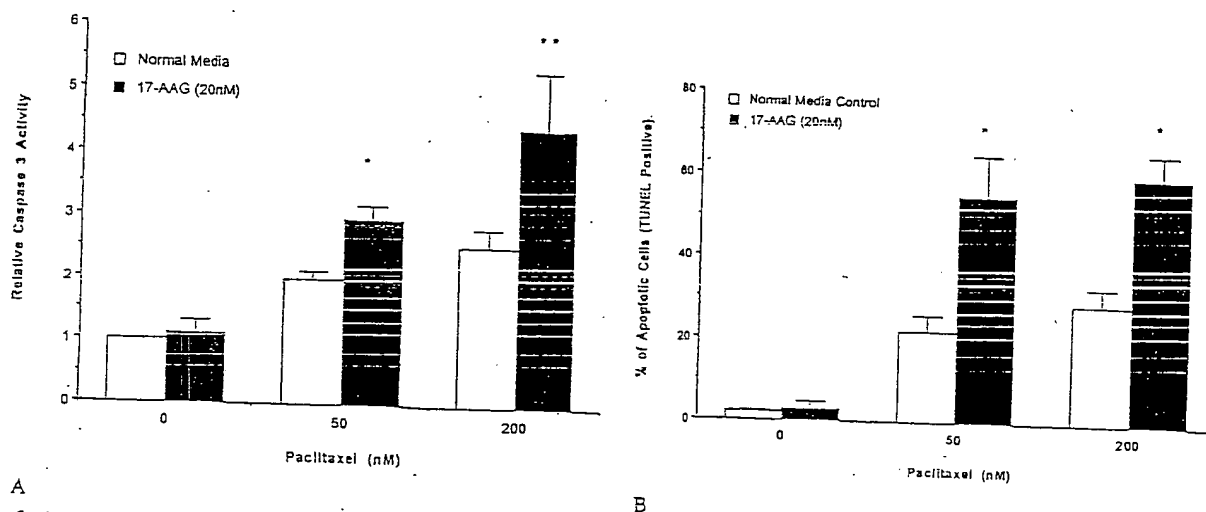 6
5
4
3
2
1
0
Relative Caspase 3 Activity
Normal Media
17-AAG (20nM)
*
* *
0
50
200
Paclitaxel (nM)
A
80
60
40
20
0
% of Apoptotic Cells (TUNEL Positive).
Normal Media Control
17-AAG (20nM)
*
*
0
50
200
Paclitaxel (nM)
B